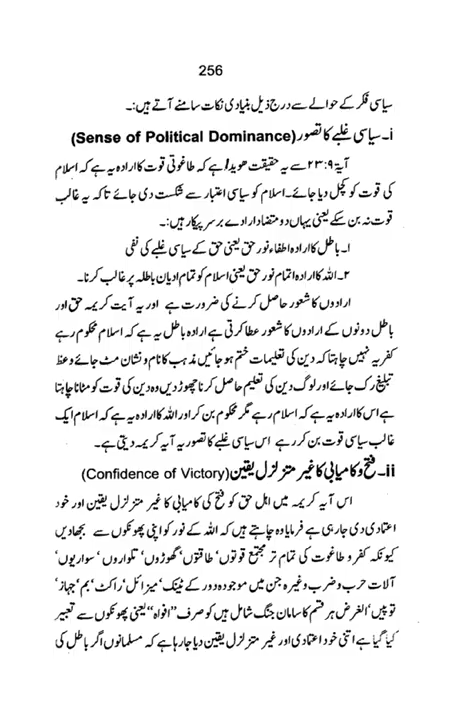 256
سیاسی فکر کے حوالے سے درج ذیل بنیادی نکات سامنے آتے ہیں:۔
i۔ سیاسی غلبے کا تصور (Sense of Political Dominance)
آیۃ ۲۳:۹ سے یہ حقیقت ھویدا ہے کہ طاغوتی قوت کا ارادہ یہ ہے کہ اسلام
کی قوت کو کچل دیا جائے۔ اسلام کو سیاسی اعتبار سے شکست دی جائے تاکہ یہ غالب
قوت نہ بن سکے یعنی یہاں دو متضاد ارادے برسرپیکار ہیں:۔
۱۔ باطل کا ارادہ اطفاء نور حق یعنی حق کے سیاسی غلبے کی نفی
۲۔ اللہ کا ارادہ اتمام نور حق یعنی اسلام کو تمام ادیان باطلہ پر غالب کرنا۔
ارادوں کا شعور حاصل کرنے کی ضرورت ہے اور یہ آیت کریمہ حق اور
باطل دونوں کے ارادوں کا شعور عطا کرتی ہے ارادہ باطل یہ ہے کہ اسلام محکوم رہے
کفر یہ نہیں چاہتا کہ دین کی تعلیمات ختم ہو جائیں مذہب کا نام و نشان مٹ جائے وعظ
تبلیغ رک جائے اور لوگ دین کی تعلیم حاصل کرنا چھوڑ دیں وہ دین کی قوت کو مٹانا چاہتا
ہے اس کا ارادہ یہ ہے کہ اسلام رہے مگر محکوم بن کر اور اللہ کا ارادہ یہ ہے کہ اسلام ایک
غالب سیاسی قوت بن کر رہے اس سیاسی غلبے کا تصور یہ آیہ کریمہ دیتی ہے۔
ii۔ فتح و کامیابی کا غیر متزلزل یقین (Confidence of Victory)
اس آیہ کریمہ میں اہل حق کو فتح کی کامیابی کا غیر متزلزل یقین اور خود
اعتمادی دی جا رہی ہے فرمایا وہ چاہتے ہیں کہ اللہ کے نور کو اپنی پھونکوں سے بجھا دیں
کیونکہ کفر و طاغوت کی تمام تر مجتمع قوتوں‘ طاقتوں‘ گھوڑوں‘ تلواروں‘ سواریوں‘
آلات حرب و ضرب وغیرہ جن میں موجودہ دور کے ٹینک‘ میزائل‘ راکٹ‘ بم‘ جہاز‘
توپیں‘ الغرض ہر قسم کا سامان جنگ شامل ہیں کو صرف ”افواہ“ یعنی پھونکوں سے تعبیر
کیا گیا ہے اتنی خود اعتمادی اور غیر متزلزل یقین دیا جا رہا ہے کہ مسلمانوں اگر باطل کی